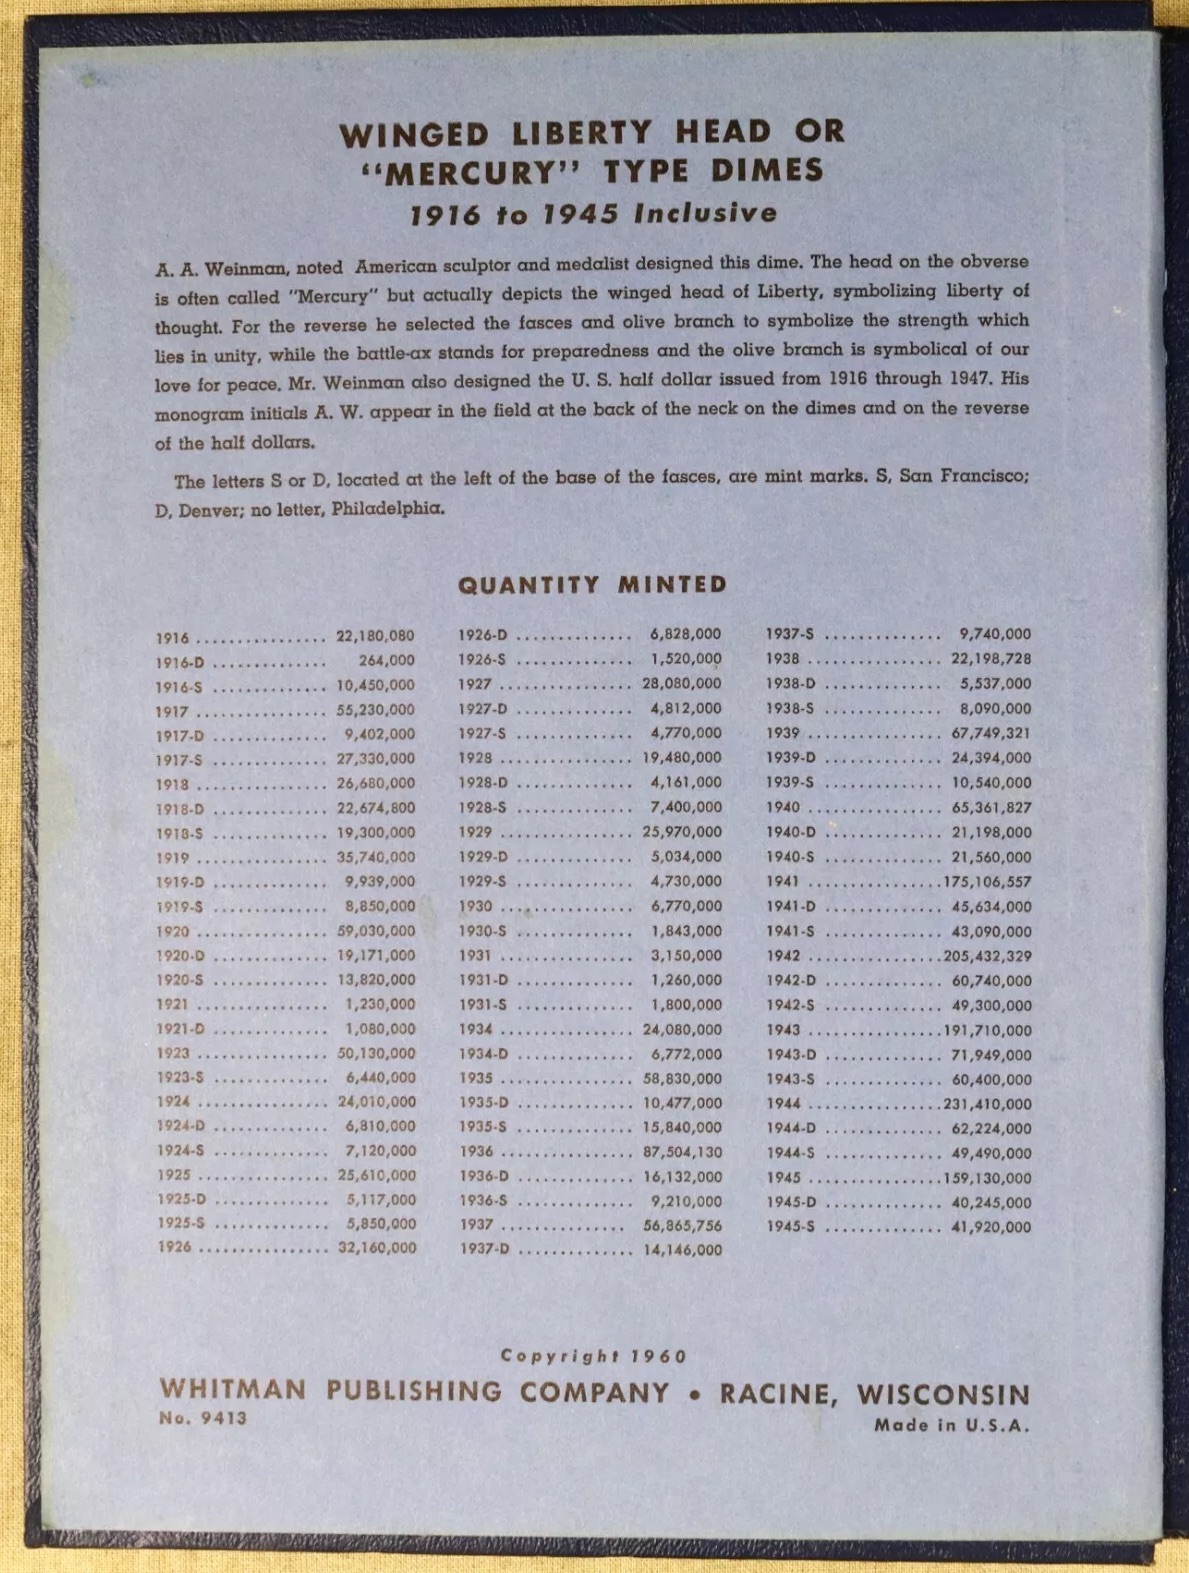 WINGED LIBERTY HEAD OR
“MERCURY” TYPE DIMES
1916 to 1945 Inclusive
A. A. Weinman, noted American sculptor and medalist designed this dime. The head on the obverse
is often called "Mercury" but actually depicts the winged head of Liberty, symbolizing liberty of
thought. For the reverse he selected the fasces and olive branch to symbolize the strength which
lies in unity, while the battle-ax stands for preparedness and the olive branch is symbolical of our
love for peace. Mr. Weinman also designed the U. S. half dollar issued from 1916 through 1947. His
monogram initials A. W. appear in the field at the back of the neck on the dimes and on the reverse
of the half dollars.
The letters S or D, located at the left of the base of the fasces, are mint marks. S, San Francisco;
D, Denver; no letter, Philadelphia.
QUANTITY MINTED
1916 ................ 22,180,080
1916-D .............. 264,000
1916-S .............. 10,450,000
1917 ................ 55,230,000
1917-D .............. 9,402,000
1917-S .............. 27,330,000
1918 ................ 26,680,000
1918-D .............. 22,674,800
1918-S .............. 19,300,000
1919 ................ 35,740,000
1919-D .............. 9,939,000
1919-S .............. 8,850,000
1920 ................ 59,030,000
1920-D .............. 19,171,000
1920-S .............. 13,820,000
1921 ................ 1,230,000
1921-D .............. 1,080,000
1923 ................ 50,130,000
1923-S .............. 6,440,000
1924 ................ 24,010,000
1924-D .............. 6,810,000
1924-S .............. 7,120,000
1925 ................ 25,610,000
1925-D .............. 5,117,000
1925-S .............. 5,850,000
1926 ................ 32,160,000
1926-D .............. 6,828,000
1926-S .............. 1,520,000
1927 ................ 28,080,000
1927-D .............. 4,812,000
1927-S .............. 4,770,000
1928 ................ 19,480,000
1928-D .............. 4,161,000
1928-S .............. 7,400,000
1929 ................ 25,970,000
1929-D .............. 5,034,000
1929-S .............. 4,730,000
1930 ................ 6,770,000
1930-S .............. 1,843,000
1931 ................ 3,150,000
1931-D .............. 1,260,000
1931-S .............. 1,800,000
1934 ................ 24,080,000
1934-D .............. 6,772,000
1935 ................ 58,830,000
1935-D .............. 10,477,000
1935-S .............. 15,840,000
1936 ................ 87,504,130
1936-D .............. 16,132,000
1936-S .............. 9,210,000
1937 ................ 56,865,756
1937-D .............. 14,146,000
1937-S .............. 9,740,000
1938 ................ 22,198,728
1938-D .............. 5,537,000
1938-S .............. 8,090,000
1939 ................ 67,749,321
1939-D .............. 24,394,000
1939-S .............. 10,540,000
1940 ................ 65,361,827
1940-D .............. 21,198,000
1940-S .............. 21,560,000
1941 ................175,106,557
1941-D .............. 45,634,000
1941-S .............. 43,090,000
1942 ................205,432,329
1942-D .............. 60,740,000
1942-S .............. 49,300,000
1943 ................191,710,000
1943-D .............. 71,949,000
1943-S .............. 60,400,000
1944 ................231,410,000
1944-D .............. 62,224,000
1944-S .............. 49,490,000
1945 ................159,130,000
1945-D .............. 40,245,000
1945-S .............. 41,920,000
Copyright 1960
WHITMAN PUBLISHING COMPANY • RACINE, WISCONSIN
No. 9413
Made in U.S.A.